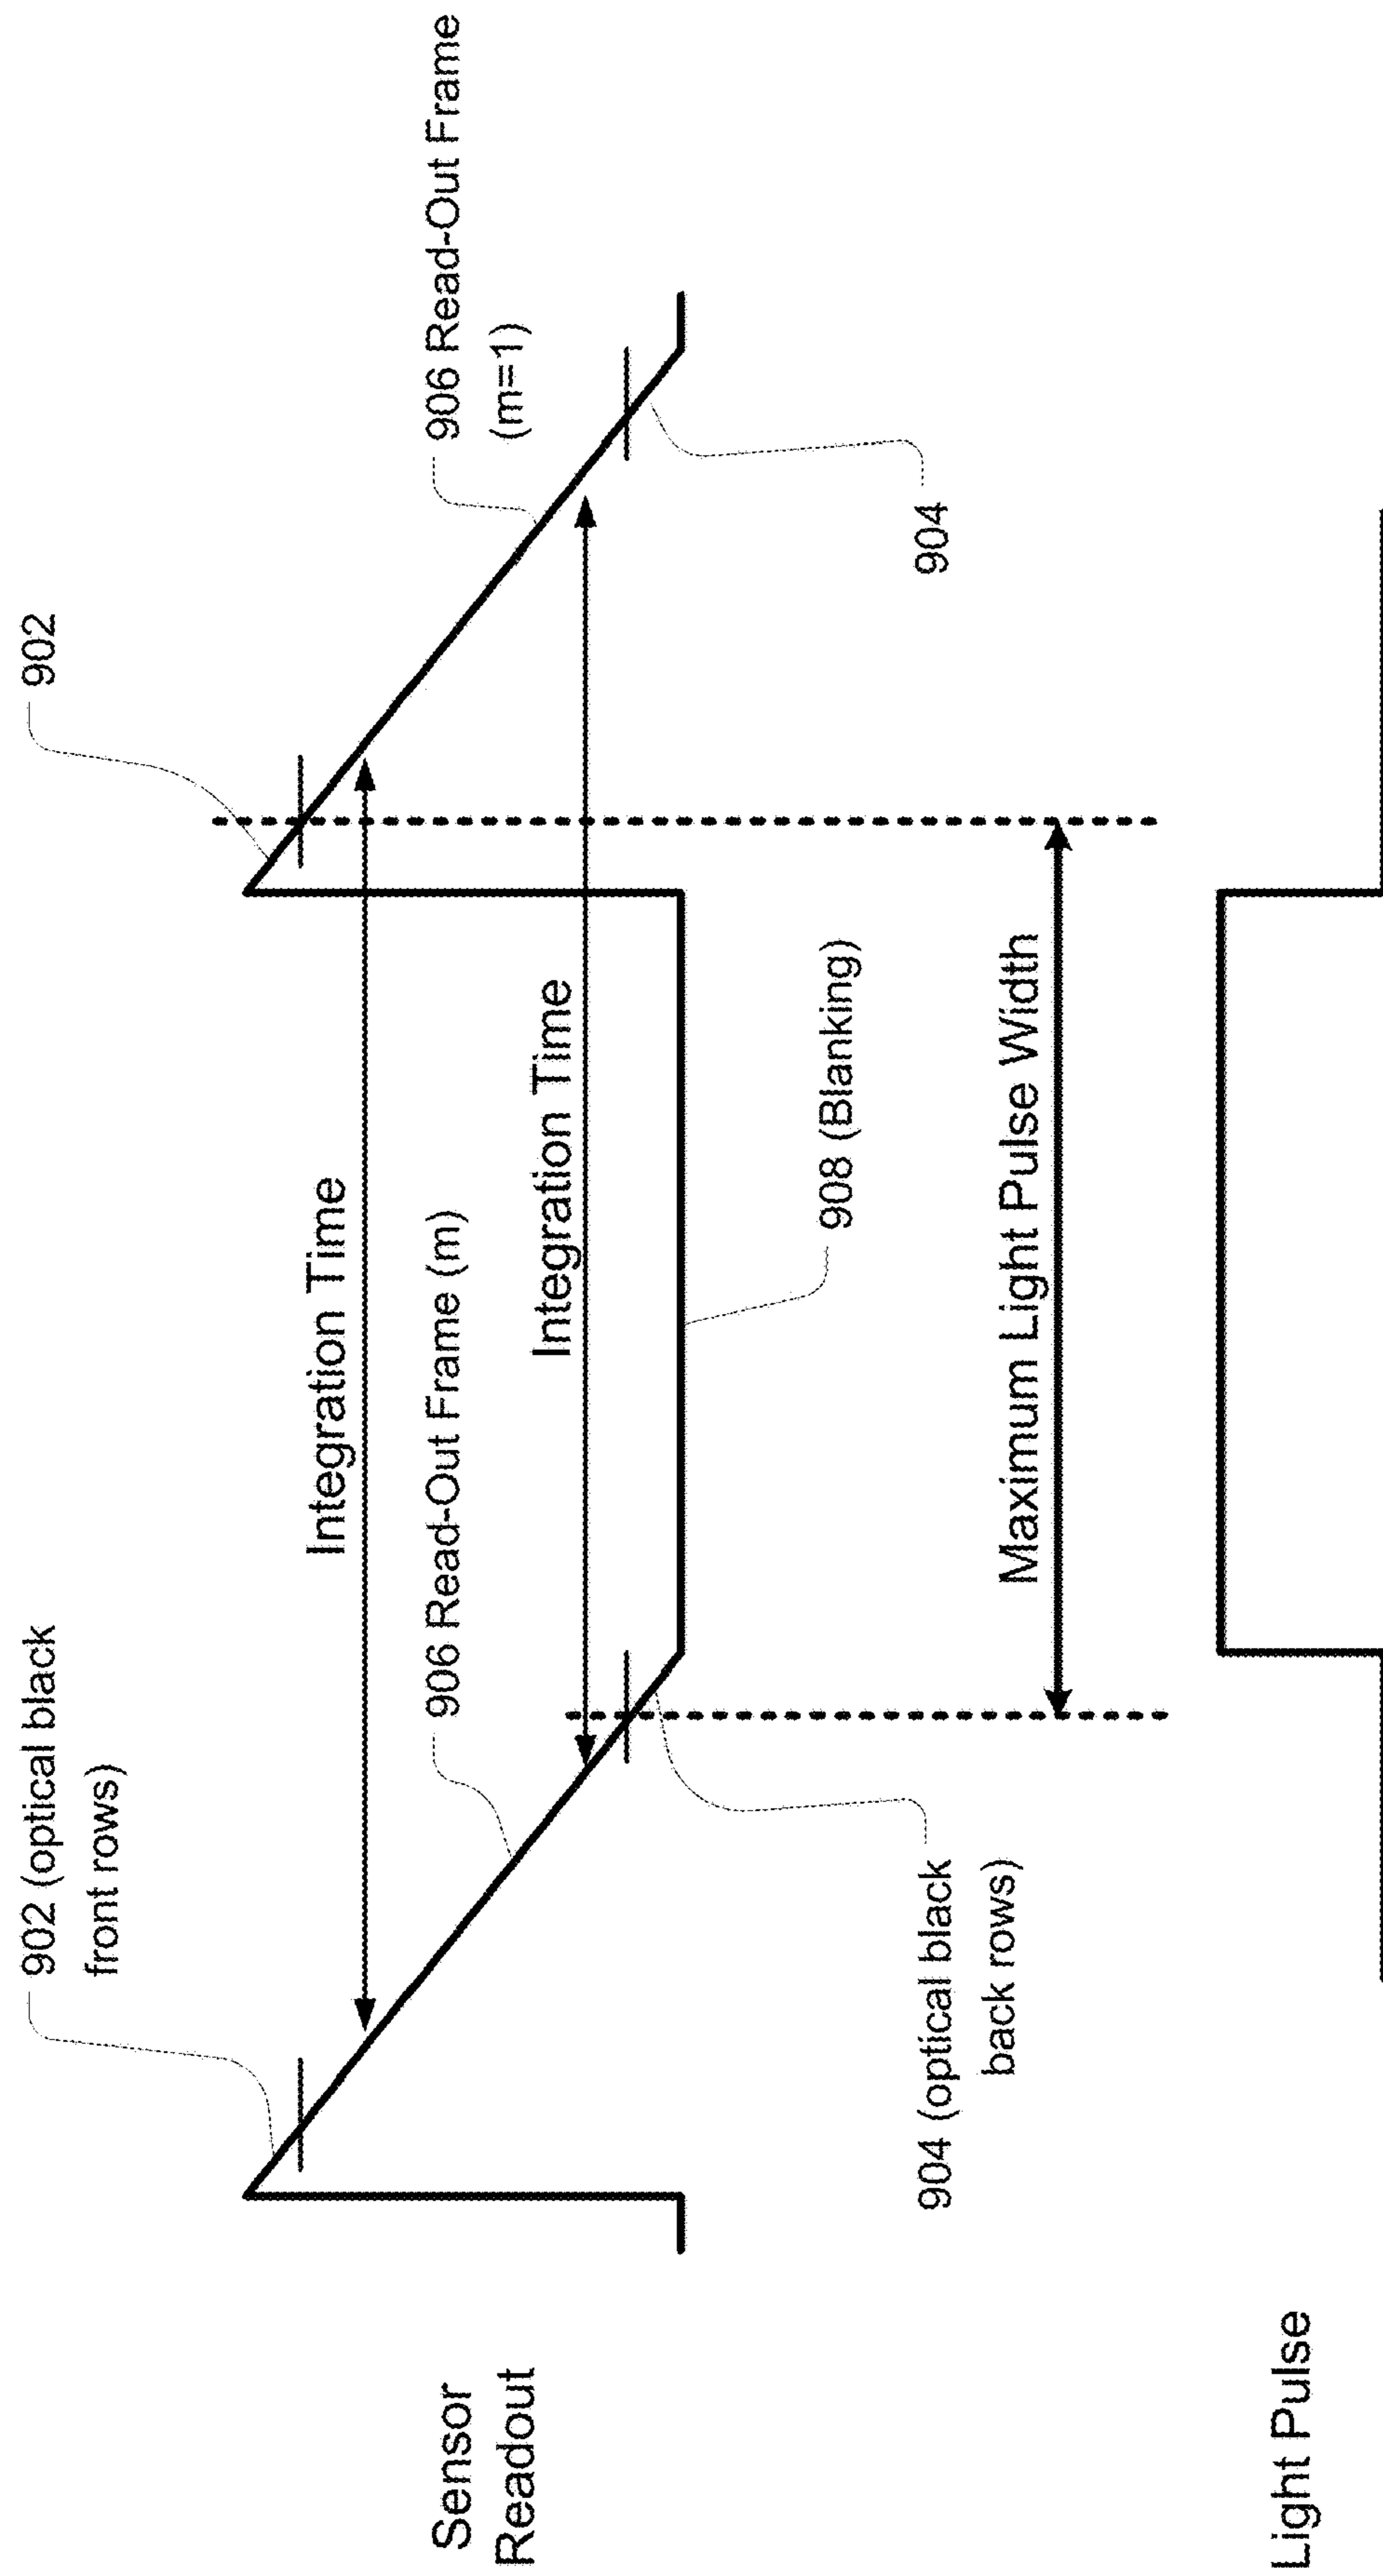 902 (optical black
front rows)
902
Integration Time
906 Read-Out Frame (m)
906 Read-Out Frame
(m=1)
Sensor
Readout
Integration Time
908 (Blanking)
904 (optical black
back rows)
904
Maximum Light Pulse Width
Light Pulse